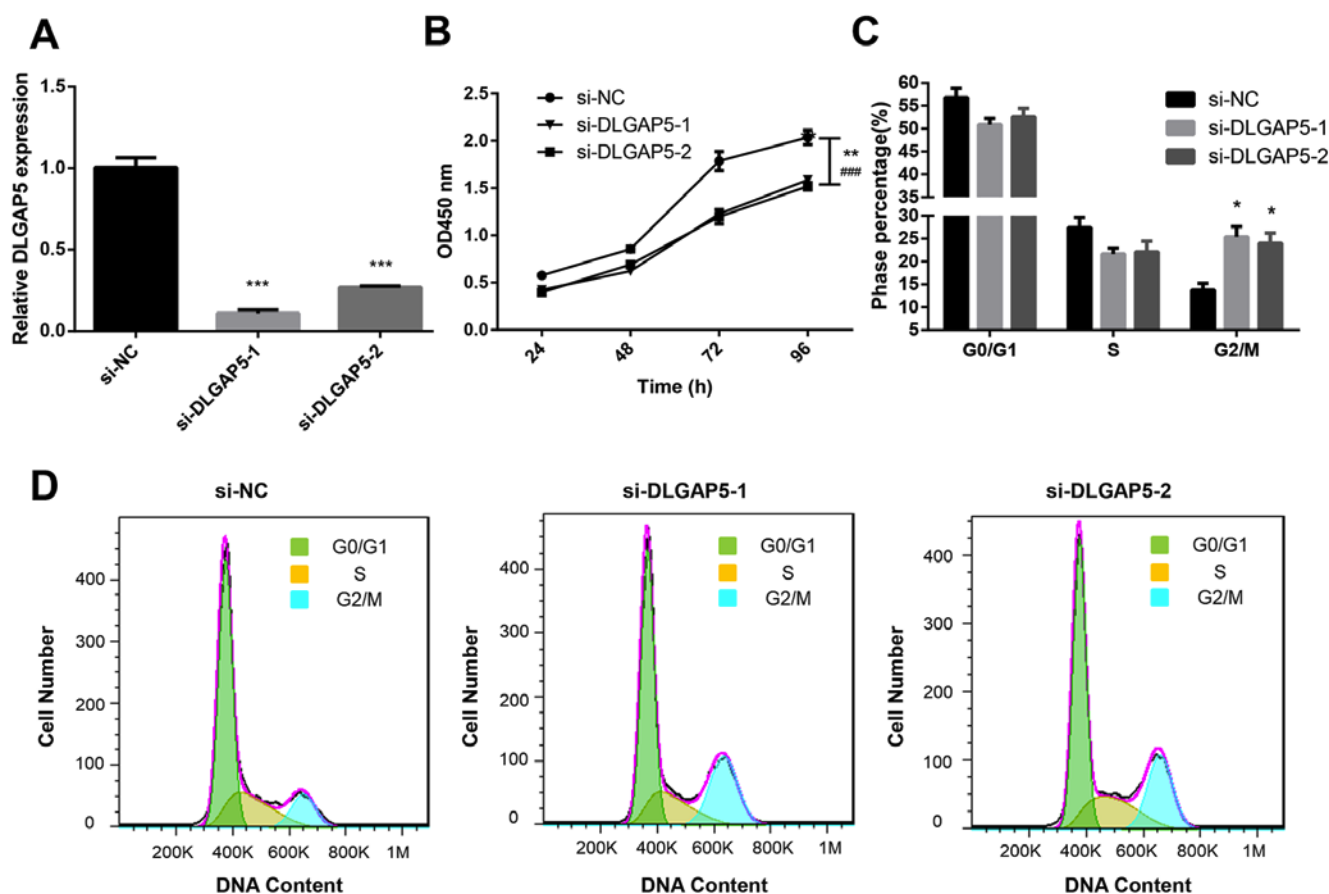 A
Relative DLGAP5 expression
1.5
1.0
0.5
0.0
***
***
si-NC
si-DLGAP5-1
si-DLGAP5-2
B
OD450 nm
2.5
2.0
1.5
1.0
0.5
0.0
si-NC
si-DLGAP5-1
si-DLGAP5-2
**
###
24
48
72
96
Time (h)
C
Phase percentage(%)
60
55
50
45
40
35
30
25
20
15
10
5
si-NC
si-DLGAP5-1
si-DLGAP5-2
*
*
G0/G1
S
G2/M
D
si-NC
Cell Number
400
300
200
100
0
G0/G1
S
G2/M
200K
400K
600K
800K
1M
DNA Content
si-DLGAP5-1
Cell Number
400
300
200
100
0
G0/G1
S
G2/M
200K
400K
600K
800K
1M
DNA Content
si-DLGAP5-2
Cell Number
400
300
200
100
0
G0/G1
S
G2/M
200K
400K
600K
800K
1M
DNA Content